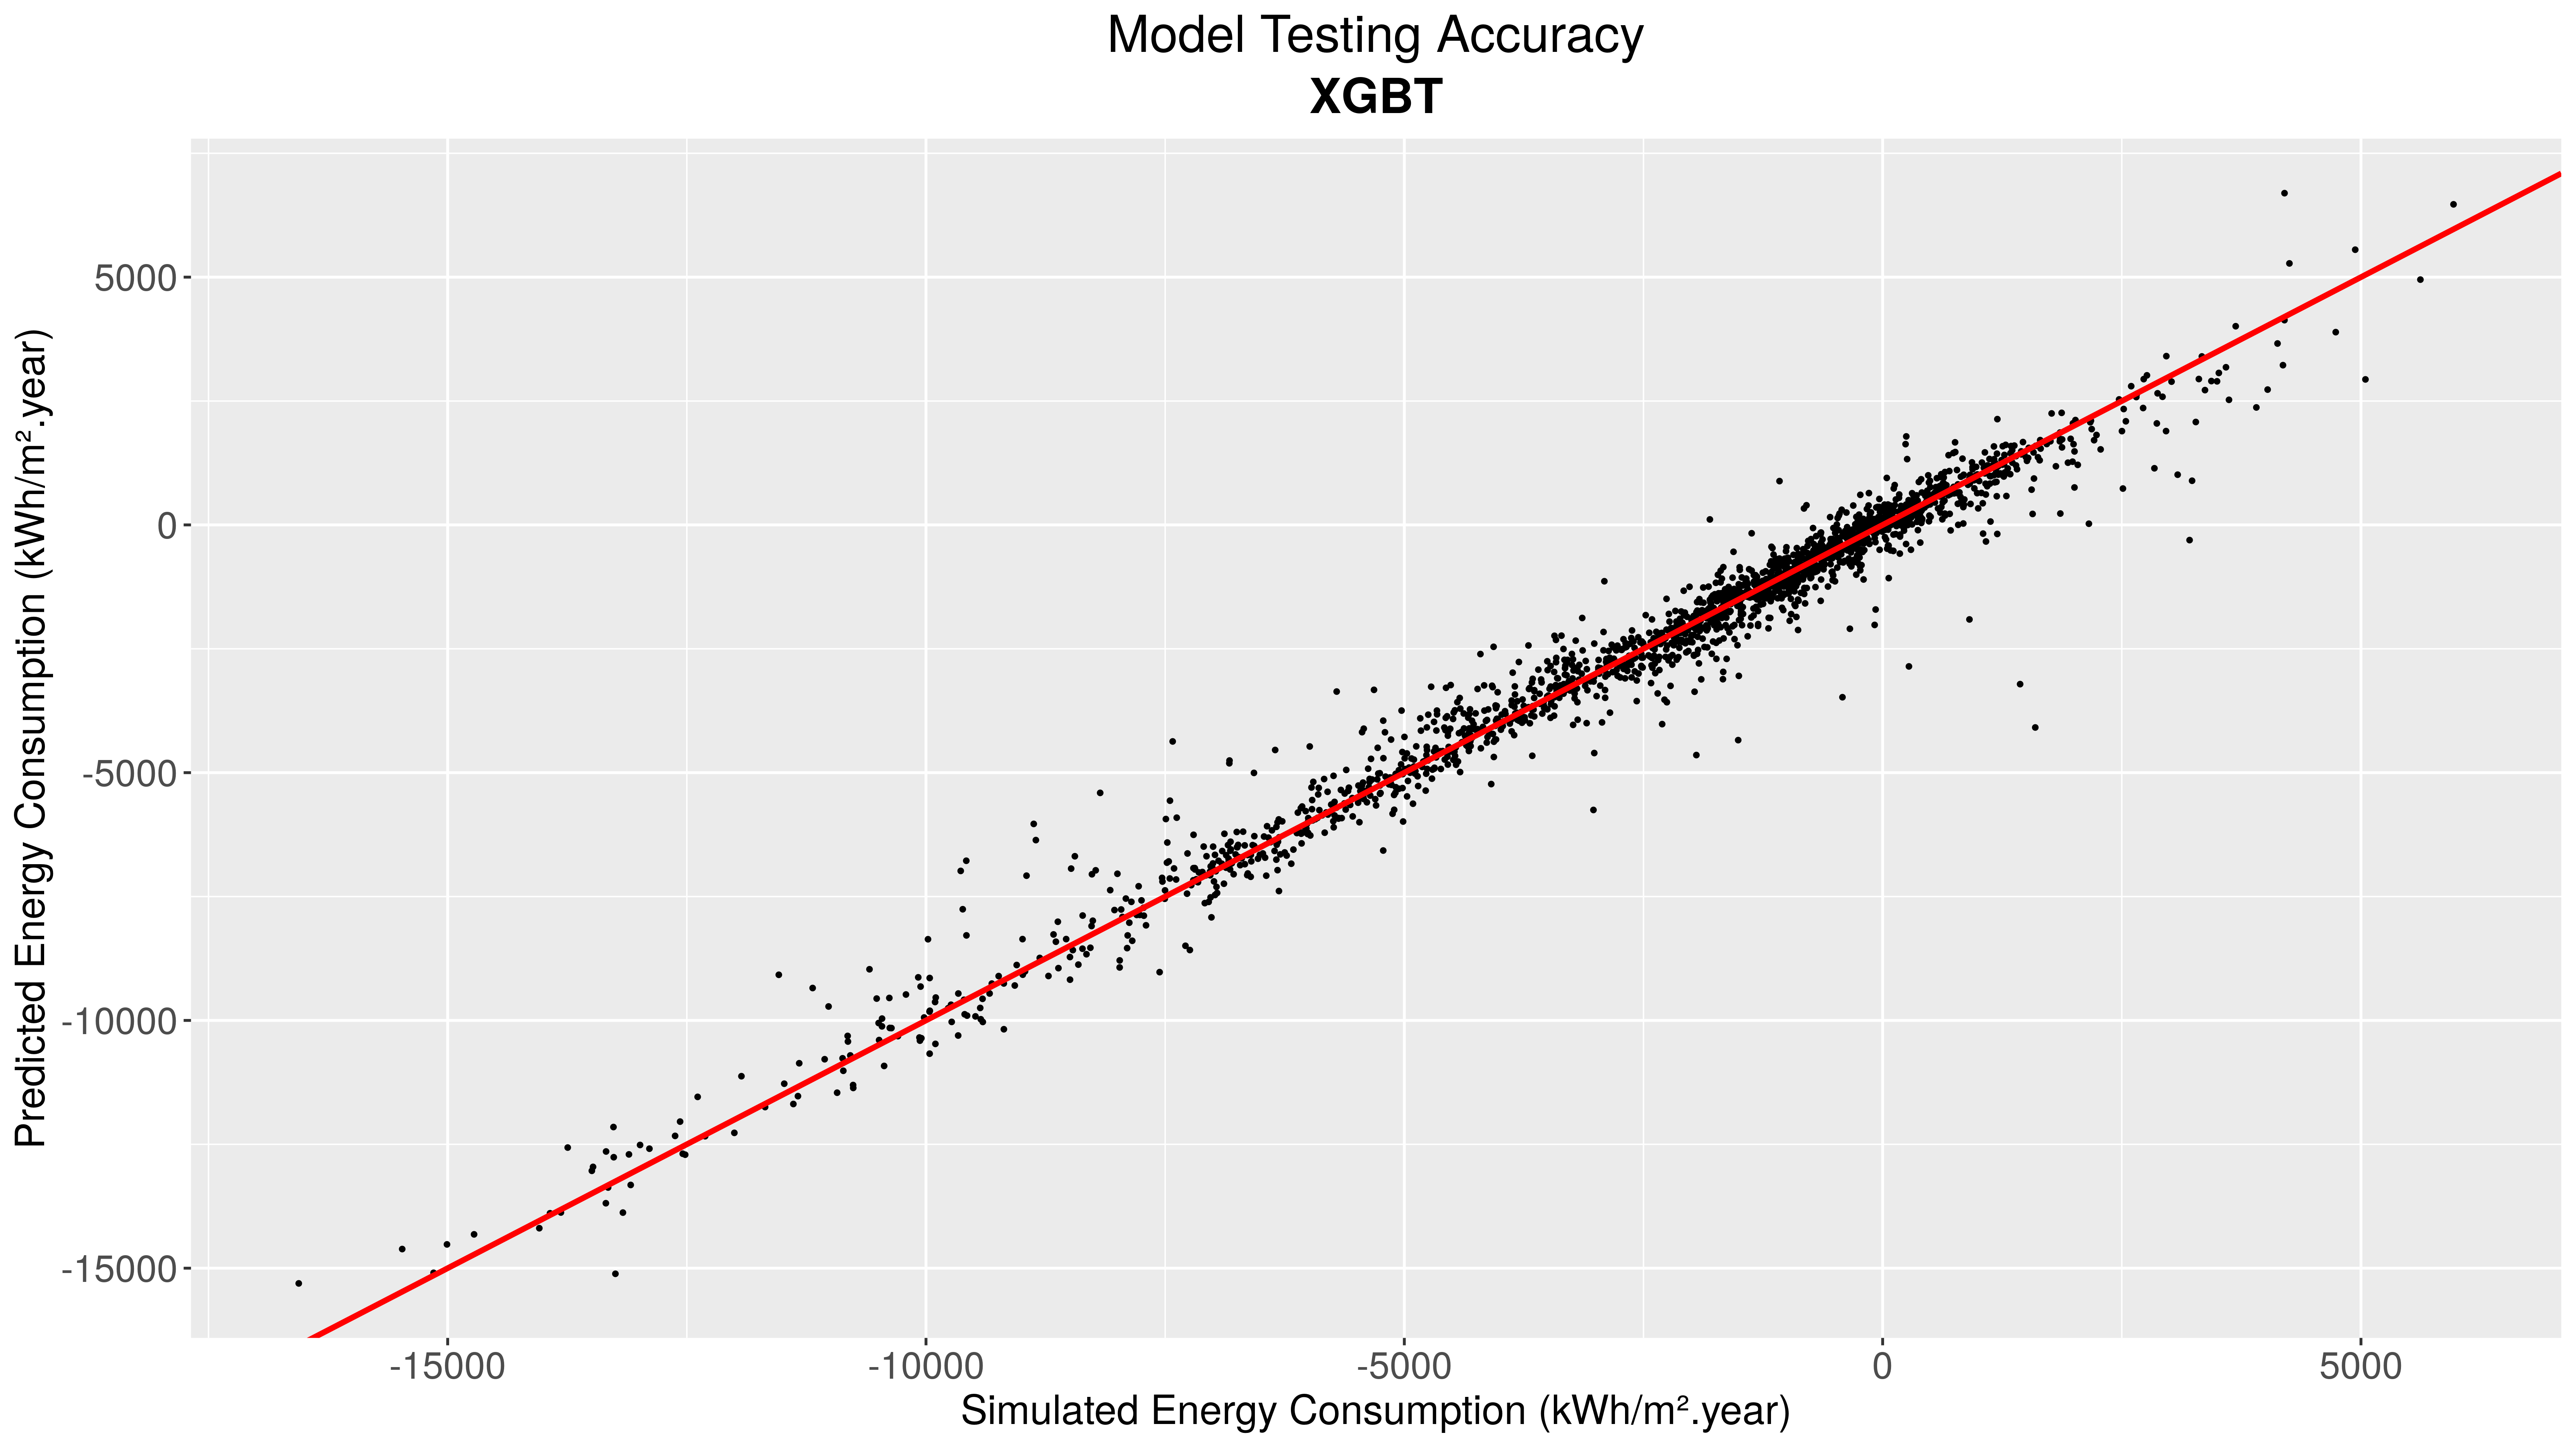 Model Testing Accuracy
XGBT
Predicted Energy Consumption (kWh/m².year)
5000
0
-5000
-10000
-15000
-15000
-10000
-5000
0
5000
Simulated Energy Consumption (kWh/m².year)